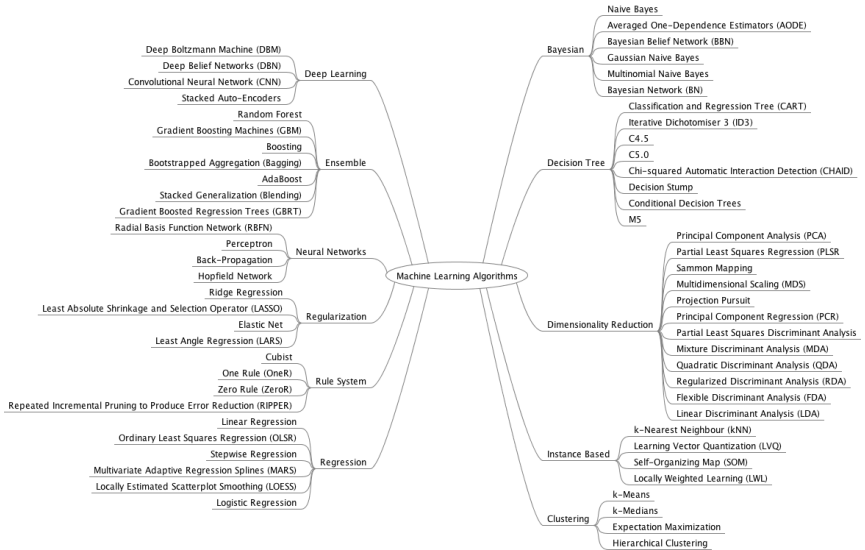 Deep Boltzmann Machine (DBM)
Deep Belief Networks (DBN)
Convolutional Neural Network (CNN)
Stacked Auto-Encoders
Deep Learning
Random Forest
Gradient Boosting Machines (GBM)
Boosting
Bootstrapped Aggregation (Bagging)
AdaBoost
Stacked Generalization (Blending)
Gradient Boosted Regression Trees (GBRT)
Ensemble
Radial Basis Function Network (RBFN)
Perceptron
Back-Propagation
Hopfield Network
Neural Networks
Ridge Regression
Least Absolute Shrinkage and Selection Operator (LASSO)
Elastic Net
Least Angle Regression (LARS)
Regularization
Cubist
One Rule (OneR)
Zero Rule (ZeroR)
Repeated Incremental Pruning to Produce Error Reduction (RIPPER)
Rule System
Linear Regression
Ordinary Least Squares Regression (OLSR)
Stepwise Regression
Multivariate Adaptive Regression Splines (MARS)
Locally Estimated Scatterplot Smoothing (LOESS)
Logistic Regression
Regression
Machine Learning Algorithms
Bayesian
Naive Bayes
Averaged One-Dependence Estimators (AODE)
Bayesian Belief Network (BBN)
Gaussian Naive Bayes
Multinomial Naive Bayes
Bayesian Network (BN)
Decision Tree
Classification and Regression Tree (CART)
Iterative Dichotomiser 3 (ID3)
C4.5
C5.0
Chi-squared Automatic Interaction Detection (CHAID)
Decision Stump
Conditional Decision Trees
M5
Dimensionality Reduction
Principal Component Analysis (PCA)
Partial Least Squares Regression (PLSR
Sammon Mapping
Multidimensional Scaling (MDS)
Projection Pursuit
Principal Component Regression (PCR)
Partial Least Squares Discriminant Analysis
Mixture Discriminant Analysis (MDA)
Quadratic Discriminant Analysis (QDA)
Regularized Discriminant Analysis (RDA)
Flexible Discriminant Analysis (FDA)
Linear Discriminant Analysis (LDA)
Instance Based
k-Nearest Neighbour (kNN)
Learning Vector Quantization (LVQ)
Self-Organizing Map (SOM)
Locally Weighted Learning (LWL)
Clustering
k-Means
k-Medians
Expectation Maximization
Hierarchical Clustering